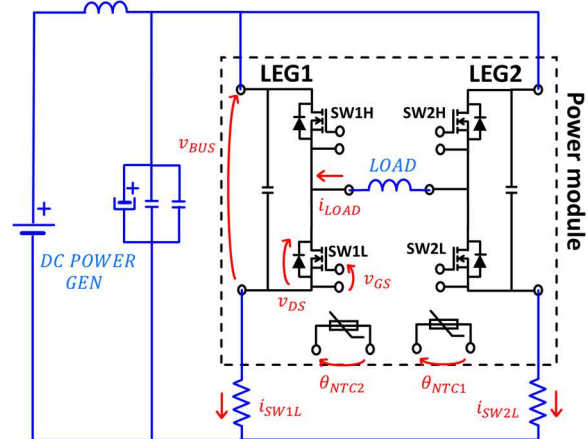 LEG1
LEG2
SW1H
SW2H
Power module
v_BUS
LOAD
i_LOAD
+
+
DC POWER
GEN
SW1L
SW2L
v_GS
v_DS
θ_NTC2
θ_NTC1
i_SW1L
i_SW2L